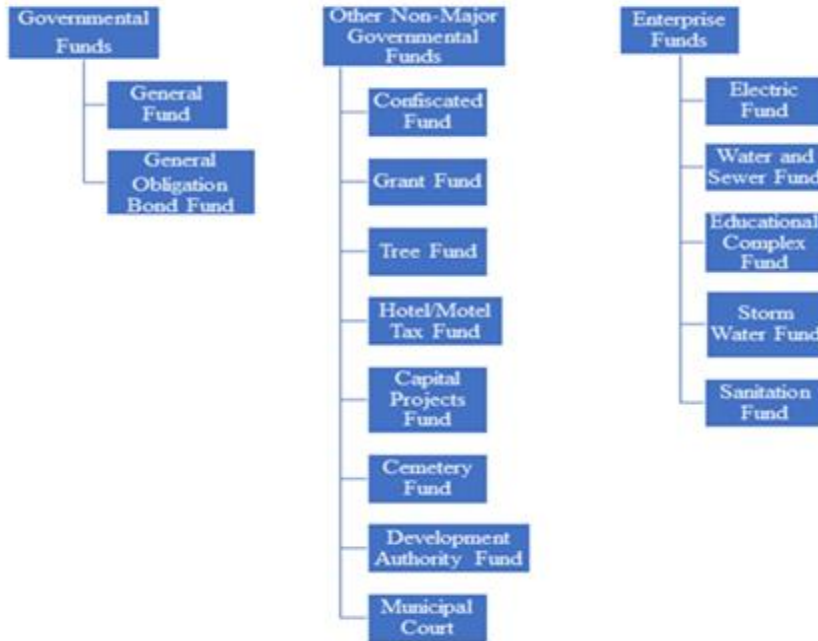 Governmental
Funds
General
Fund
General
Obligation
Bond Fund
Other Non-Major
Governmental
Funds
Confiscated
Fund
Grant Fund
Tree Fund
Hotel/Motel
Tax Fund
Capital
Projects
Fund
Cemetery
Fund
Development
Authority Fund
Municipal
Court
Enterprise
Funds
Electric
Fund
Water and
Sewer Fund
Educational
Complex
Fund
Storm
Water Fund
Sanitation
Fund